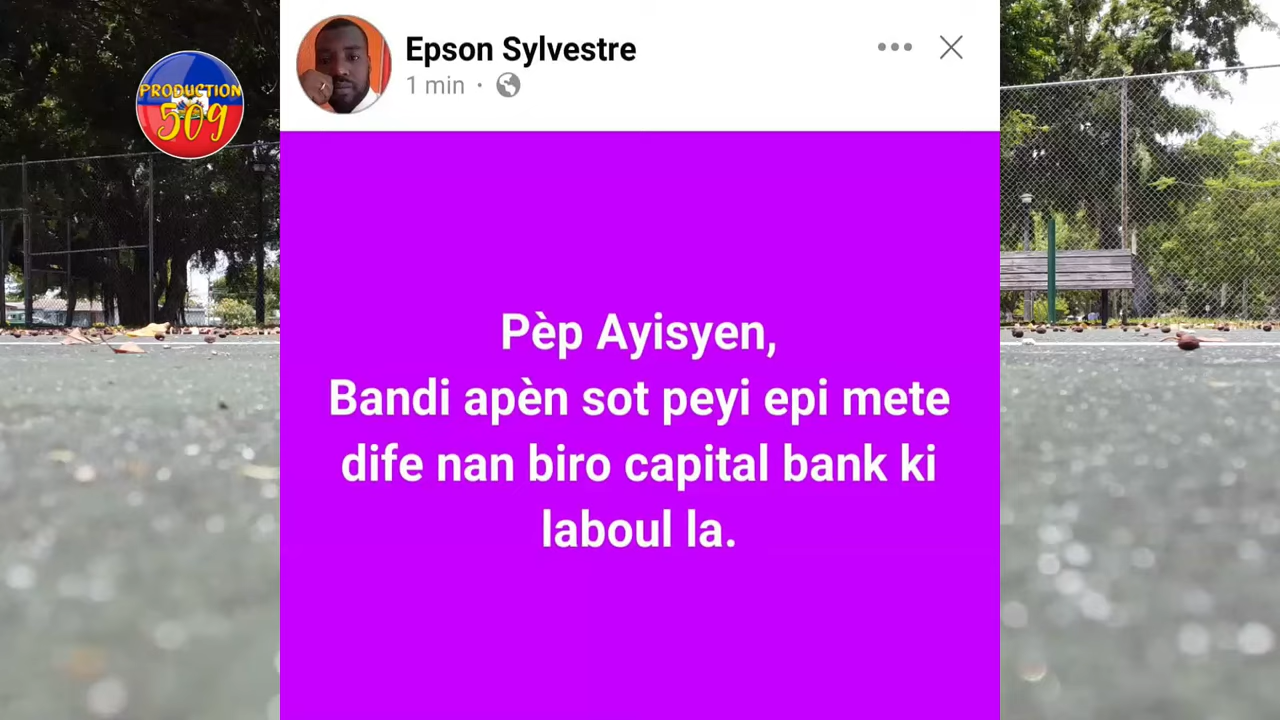 PRODUCTION
509
Epson Sylvestre
1 min ·
Pèp Ayisyen,
Bandi apèn sot peyi epi mete
dife nan biro capital bank ki
laboul la.